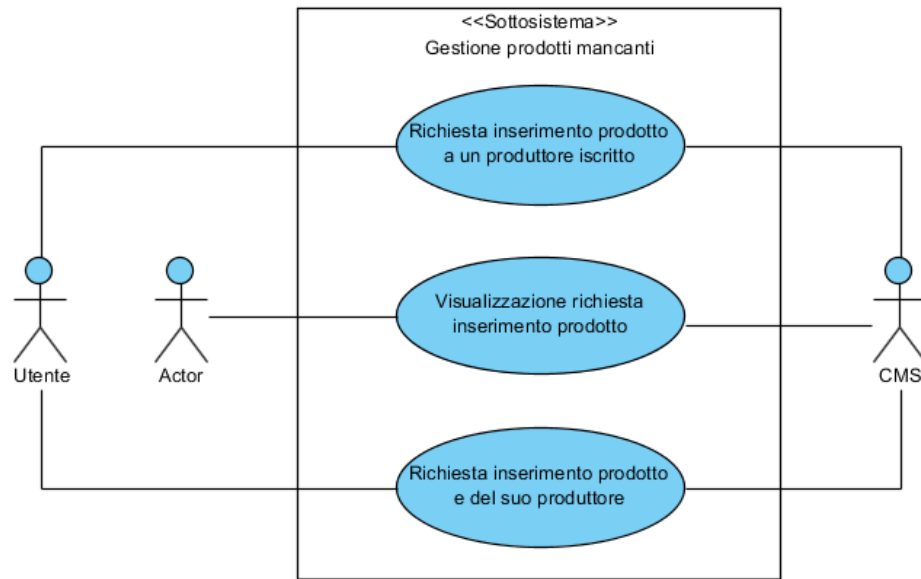 <<Sottosistema>>
Gestione prodotti mancanti
Richiesta inserimento prodotto
a un produttore iscritto
Visualizzazione richiesta
inserimento prodotto
Utente
Actor
CMS
Richiesta inserimento prodotto
e del suo produttore